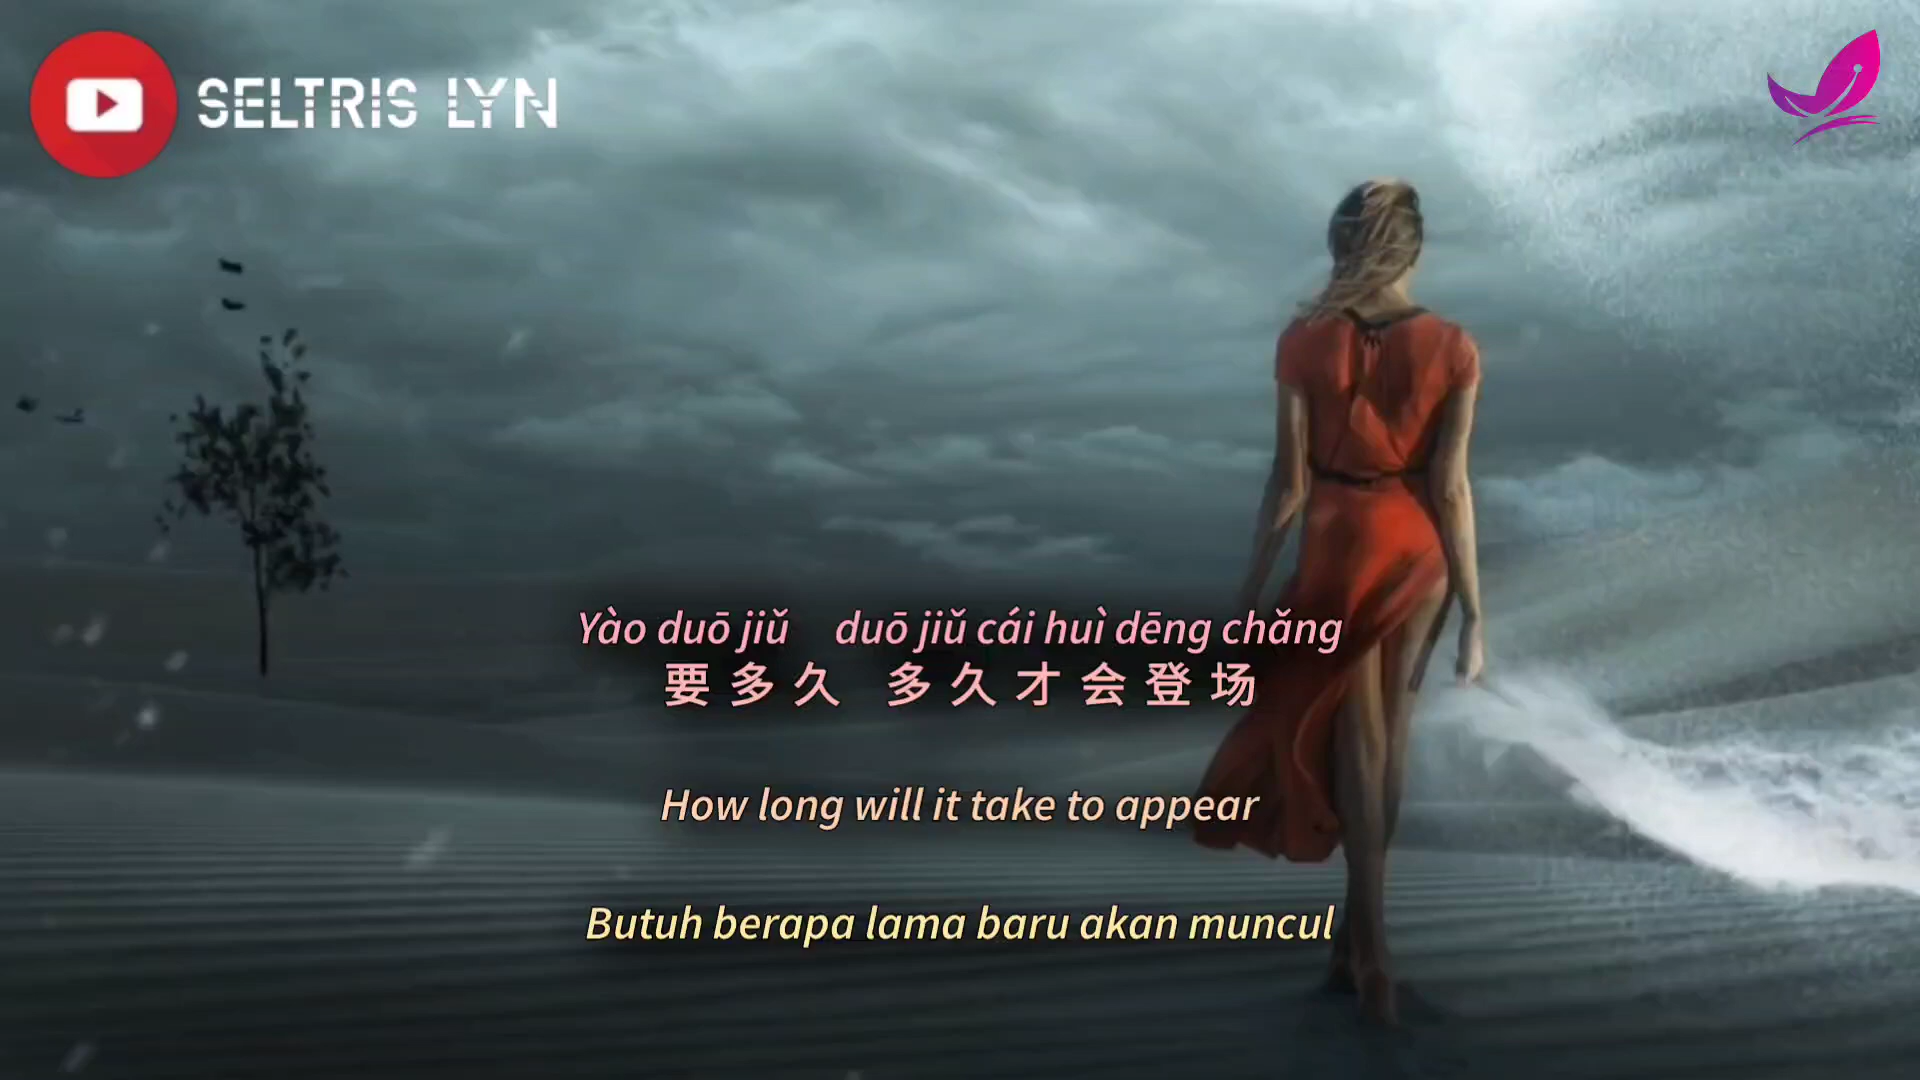 SELTRIS LYN
Yào duō jiǔ duō jiǔ cái huì dēng chǎng
要多久 多久才会登场
How long will it take to appear
Butuh berapa lama baru akan muncul